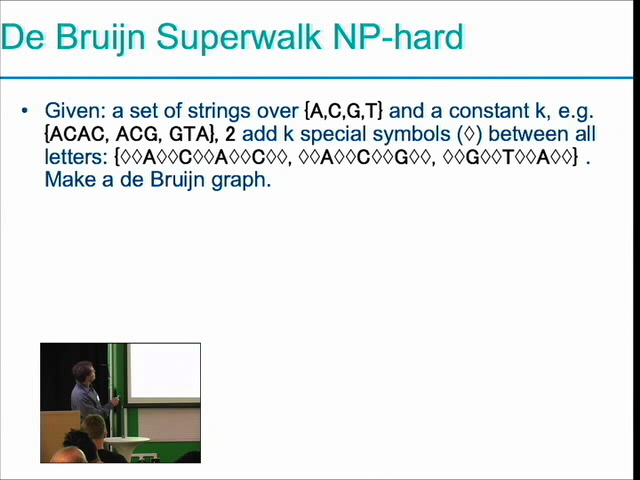 De Bruijn Superwalk NP-hard
• Given: a set of strings over {A,C,G,T} and a constant k, e.g.
{ACAC, ACG, GTA}, 2 add k special symbols (◊) between all
letters: {◊◊A◊◊C◊◊A◊◊C◊◊, ◊◊A◊◊C◊◊G◊◊, ◊◊G◊◊T◊◊A◊◊} .
Make a de Bruijn graph.